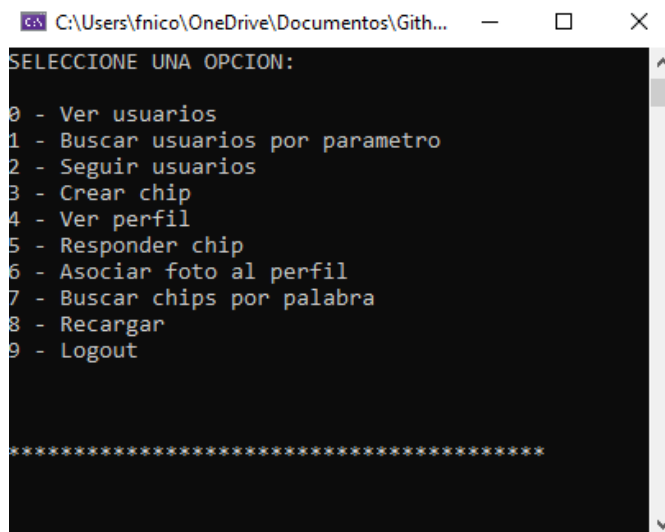 C:\Users\fnico\OneDrive\Documentos\Gith...
SELECCIONE UNA OPCION:
0 - Ver usuarios
1 - Buscar usuarios por parametro
2 - Seguir usuarios
3 - Crear chip
4 - Ver perfil
5 - Responder chip
6 - Asociar foto al perfil
7 - Buscar chips por palabra
8 - Recargar
9 - Logout
*****************************************